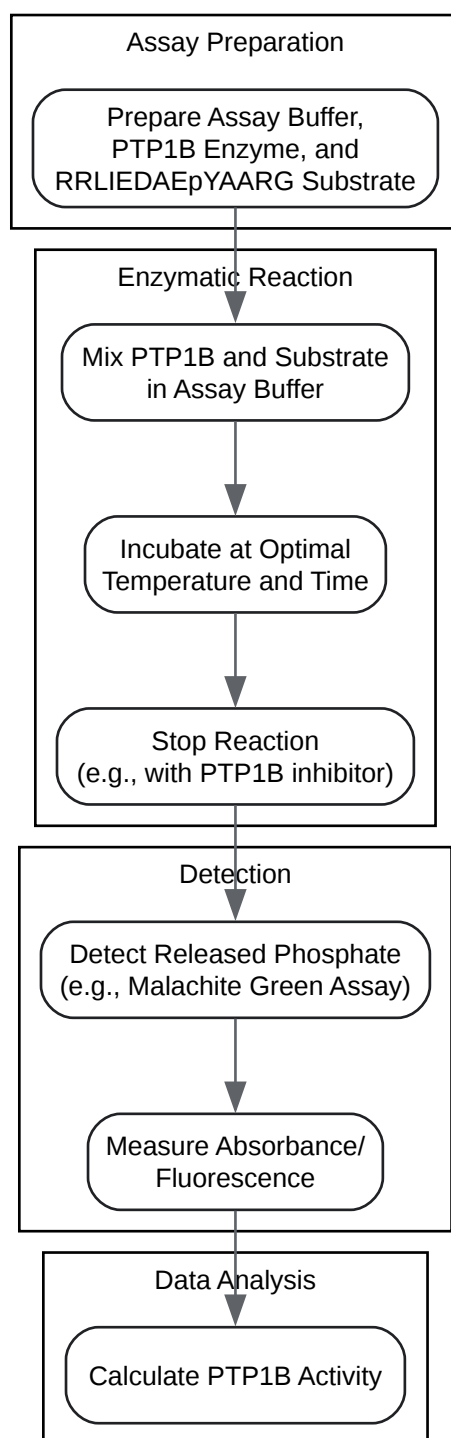 Assay Preparation
Prepare Assay Buffer,
PTP1B Enzyme, and
RRLIEDAEpYAARG Substrate
Enzymatic Reaction
Mix PTP1B and Substrate
in Assay Buffer
Incubate at Optimal
Temperature and Time
Stop Reaction
(e.g., with PTP1B inhibitor)
Detection
Detect Released Phosphate
(e.g., Malachite Green Assay)
Measure Absorbance/
Fluorescence
Data Analysis
Calculate PTP1B Activity